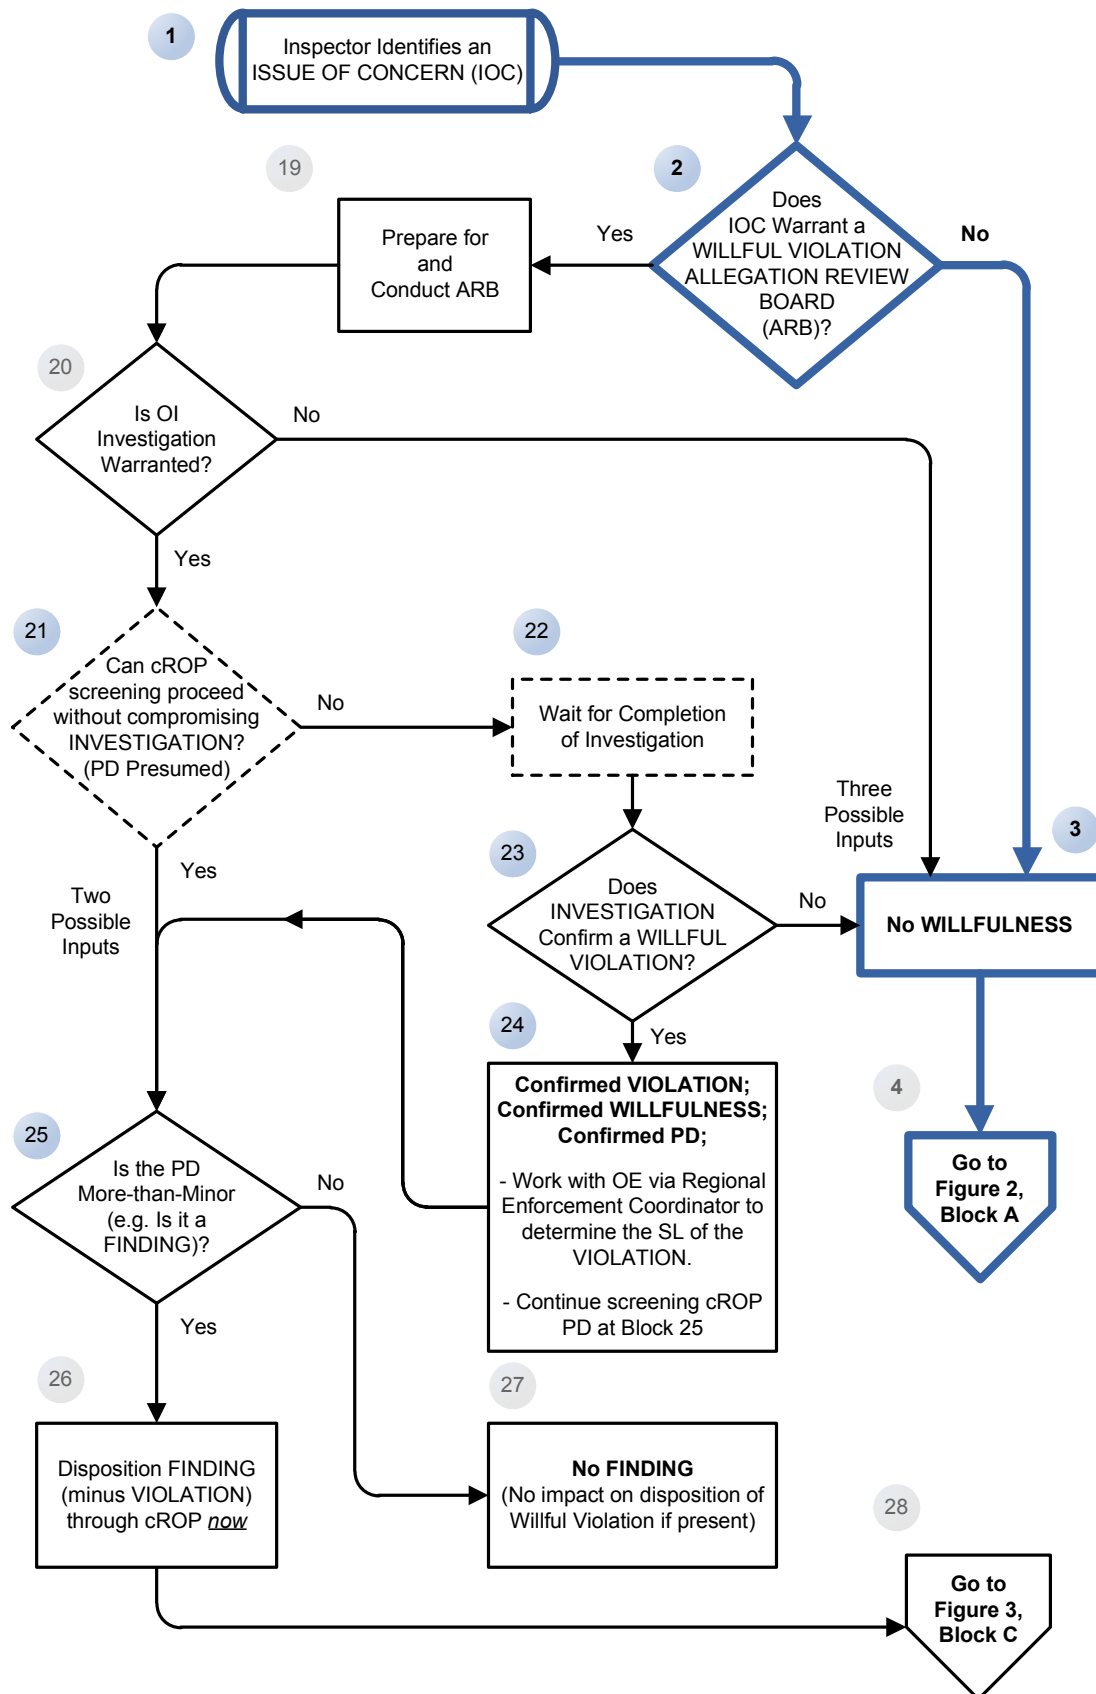 1
Inspector Identifies an
ISSUE OF CONCERN (IOC)
19
2
Does
IOC Warrant a
WILLFUL VIOLATION
ALLEGATION REVIEW
BOARD
(ARB)?
Yes
No
Prepare for
and
Conduct ARB
20
Is OI
Investigation
Warranted?
No
Yes
21
Can cROP
screening proceed
without compromising
INVESTIGATION?
(PD Presumed)
No
22
Wait for Completion
of Investigation
Three
Possible
Inputs
3
Yes
23
Does
INVESTIGATION
Confirm a WILLFUL
VIOLATION?
No
No WILLFULNESS
Two
Possible
Inputs
24
Yes
Confirmed VIOLATION;
Confirmed WILLFULNESS;
Confirmed PD;
- Work with OE via Regional
Enforcement Coordinator to
determine the SL of the
VIOLATION.
- Continue screening cROP
PD at Block 25
4
Go to
Figure 2,
Block A
25
Is the PD
More-than-Minor
(e.g. Is it a
FINDING)?
No
Yes
26
Disposition FINDING
(minus VIOLATION)
through cROP now
27
No FINDING
(No impact on disposition of
Willful Violation if present)
28
Go to
Figure 3,
Block C